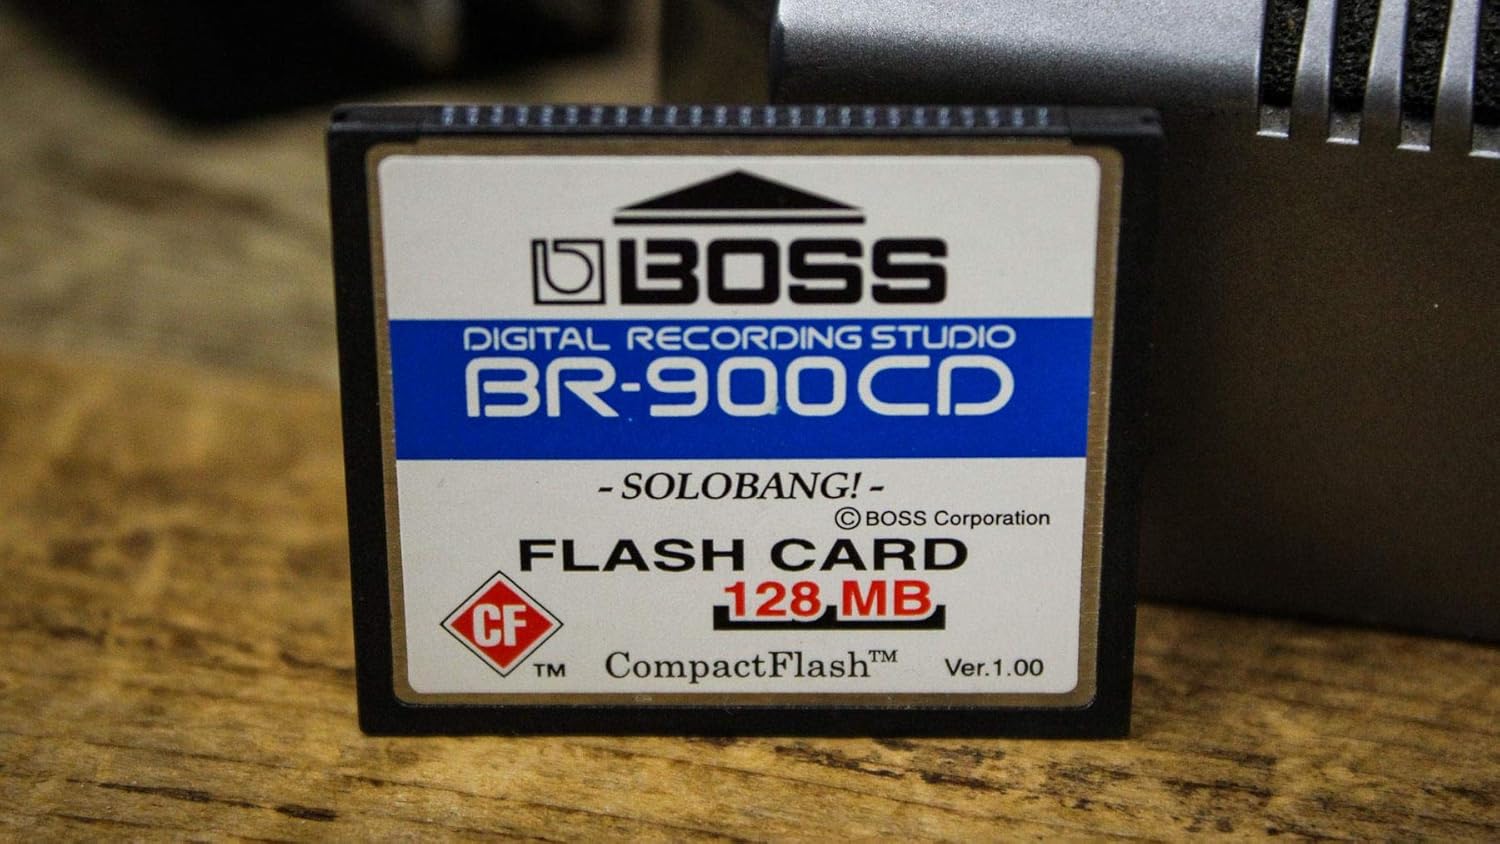 BOSS
DIGITAL RECORDING STUDIO
BR-900CD
- SOLOBANG! -
© BOSS Corporation
FLASH CARD
128 MB
CF
TM
CompactFlash™
Ver.1.00